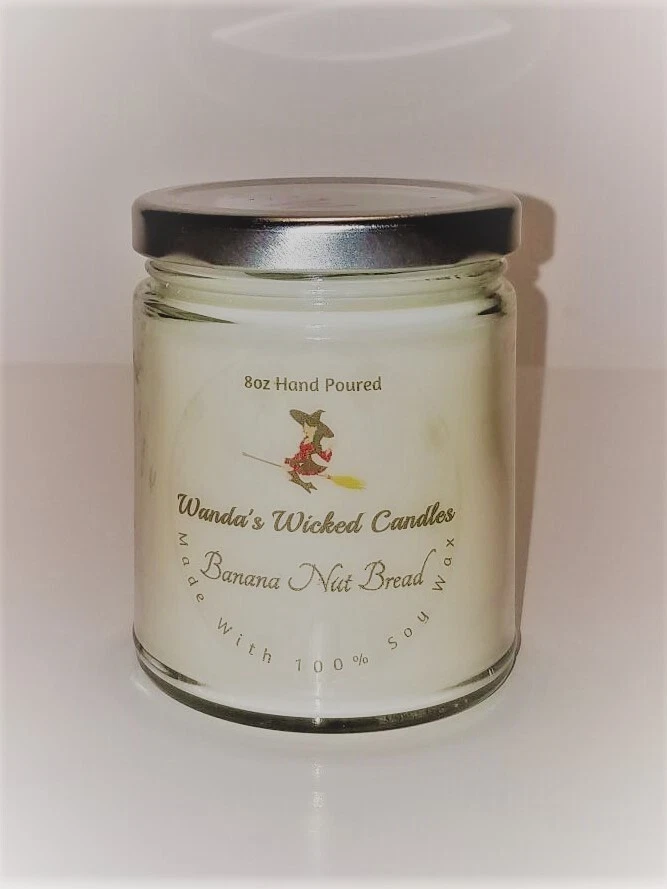 8oz Hand Poured
Wanda's Wicked Candles
Banana Nut Bread
Made With 100% Soy Wax